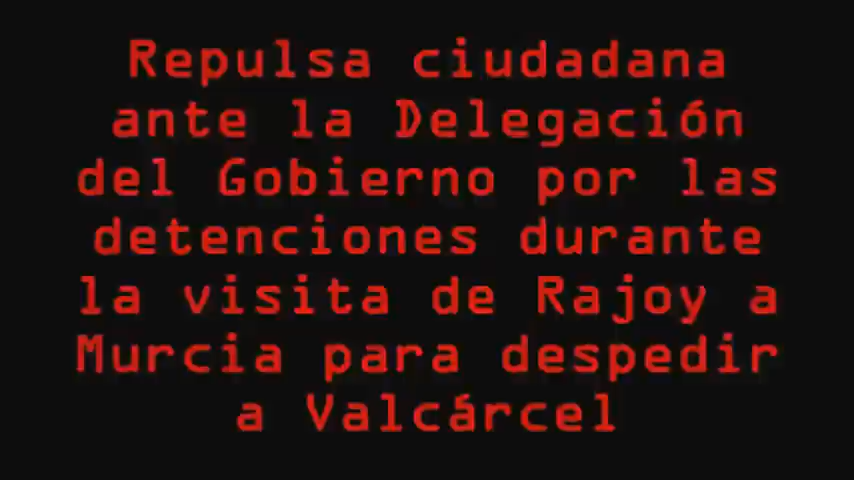 Repulsa ciudadana
ante la Delegación
del Gobierno por las
detenciones durante
la visita de Rajoy a
Murcia para despedir
a Valcárcel